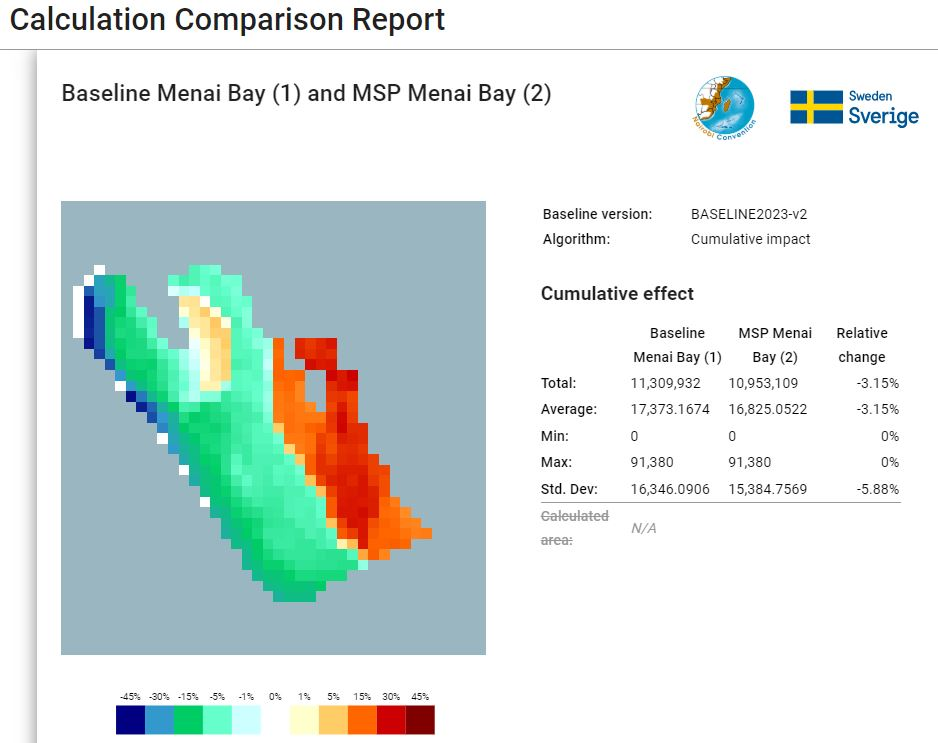 Calculation Comparison Report
Baseline Menai Bay (1) and MSP Menai Bay (2)
Nairobi Convention
Sweden
Sverige
Baseline version: BASELINE2023-v2
Algorithm: Cumulative impact
Cumulative effect
Baseline MSP Menai Relative
Menai Bay (1) Bay (2) change
Total: 11,309,932 10,953,109 -3.15%
Average: 17,373.1674 16,825.0522 -3.15%
Min: 0 0 0%
Max: 91,380 91,380 0%
Std. Dev: 16,346.0906 15,384.7569 -5.88%
Calculated
area:
N/A
-45% -30% -15% -5% -1% 0% 1% 5% 15% 30% 45%